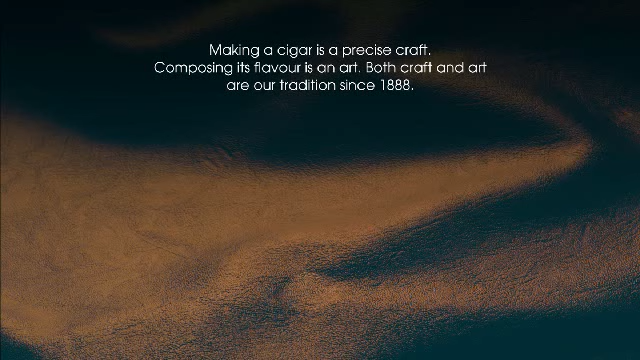 Making a cigar is a precise craft.
Composing its flavour is an art. Both craft and art
are our tradition since 1888.